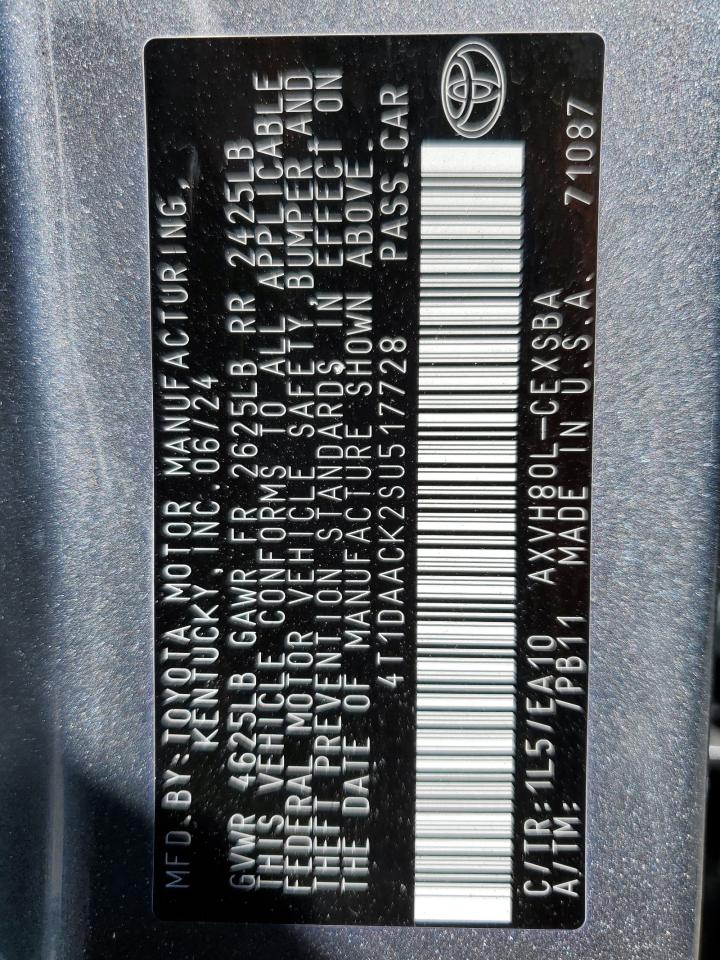 MFD.BY:TOYOTA MOTOR MANUFACTURING,
KENTUCKY,INC.06/24
GVWR 4625LB GAWR FR 2625LB RR 2425LB
THIS VEHICLE CONFORMS TO ALL APPLICABLE
FEDERAL MOTOR VEHICLE SAFETY,BUMPER AND
THEFT PREVENTION STANDARDS IN EFFECT ON
THE DATE OF MANUFACTURE SHOWN ABOVE.
4T1DAACK2SU517728 PASS.CAR
C/TR:1L5/EA10 AXVH80L-CEXSBA
A/TM: /PB11 MADE IN U.S.A. 71087